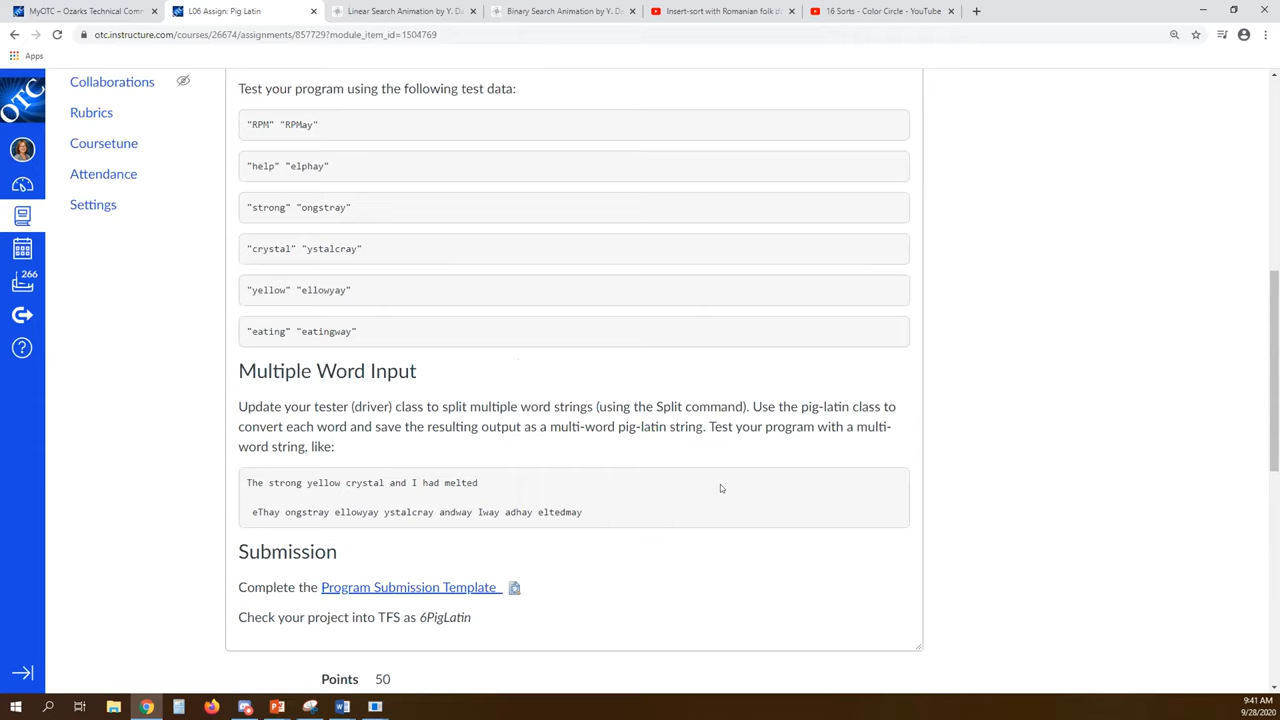 MyOTC – Ozarks Technical Comm
L06 Assign: Pig Latin
Linear Search Animation by Y. Da
Binary Search Animation by Y. D
Insert-sort with Romanian folk d
16 Sorts - Color Circle - YouTube
otc.instructure.com/courses/26674/assignments/857729?module_item_id=1504769
Apps
OTC
Collaborations
Rubrics
Coursetune
Attendance
Settings
266
Test your program using the following test data:
"RPM" "RPMay"
"help" "elphay"
"strong" "ongstray"
"crystal" "ystalcray"
"yellow" "ellowyay"
"eating" "eatingway"
Multiple Word Input
Update your tester (driver) class to split multiple word strings (using the Split command). Use the pig-latin class to
convert each word and save the resulting output as a multi-word pig-latin string. Test your program with a multi-
word string, like:
The strong yellow crystal and I had melted
eThay ongstray ellowyay ystalcray andway Iway adhay eltedmay
Submission
Complete the Program Submission Template
Check your project into TFS as 6PigLatin
Points 50
9:41 AM
9/28/2020